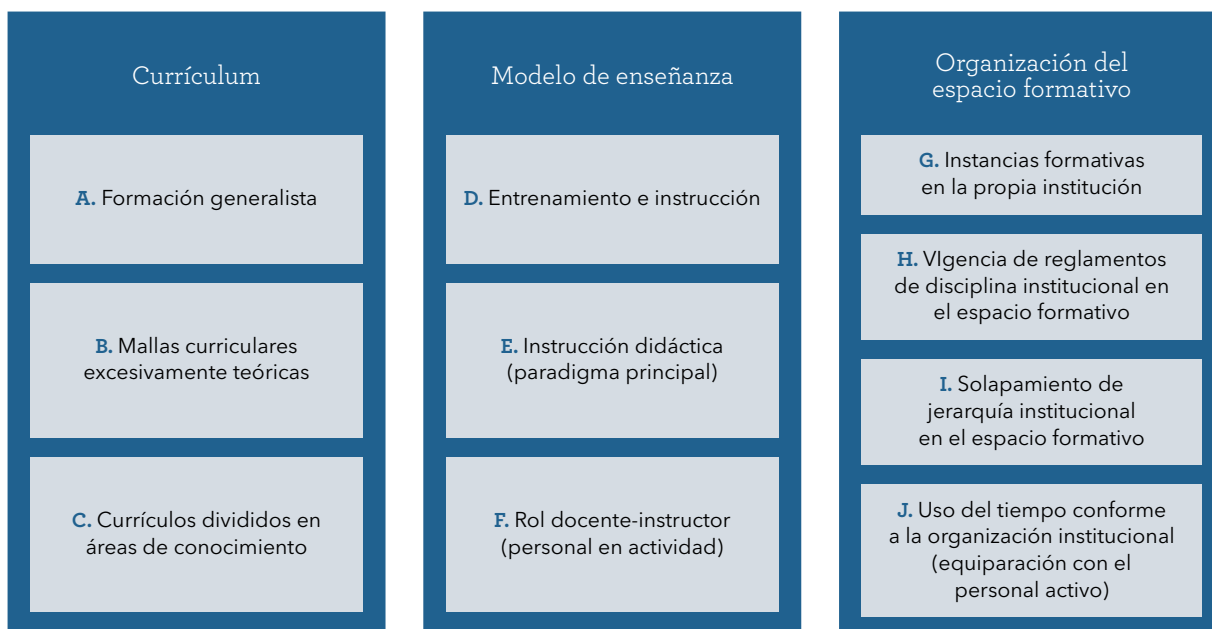 Currículum
A. Formación generalista
B. Mallas curriculares
excesivamente teóricas
C. Currículos divididos en
áreas de conocimiento
Modelo de enseñanza
D. Entrenamiento e instrucción
E. Instrucción didáctica
(paradigma principal)
F. Rol docente-instructor
(personal en actividad)
Organización del
espacio formativo
G. Instancias formativas
en la propia institución
H. VIgencia de reglamentos
de disciplina institucional en
el espacio formativo
I. Solapamiento de
jerarquía institucional
en el espacio formativo
J. Uso del tiempo conforme
a la organización institucional
(equiparación con el
personal activo)